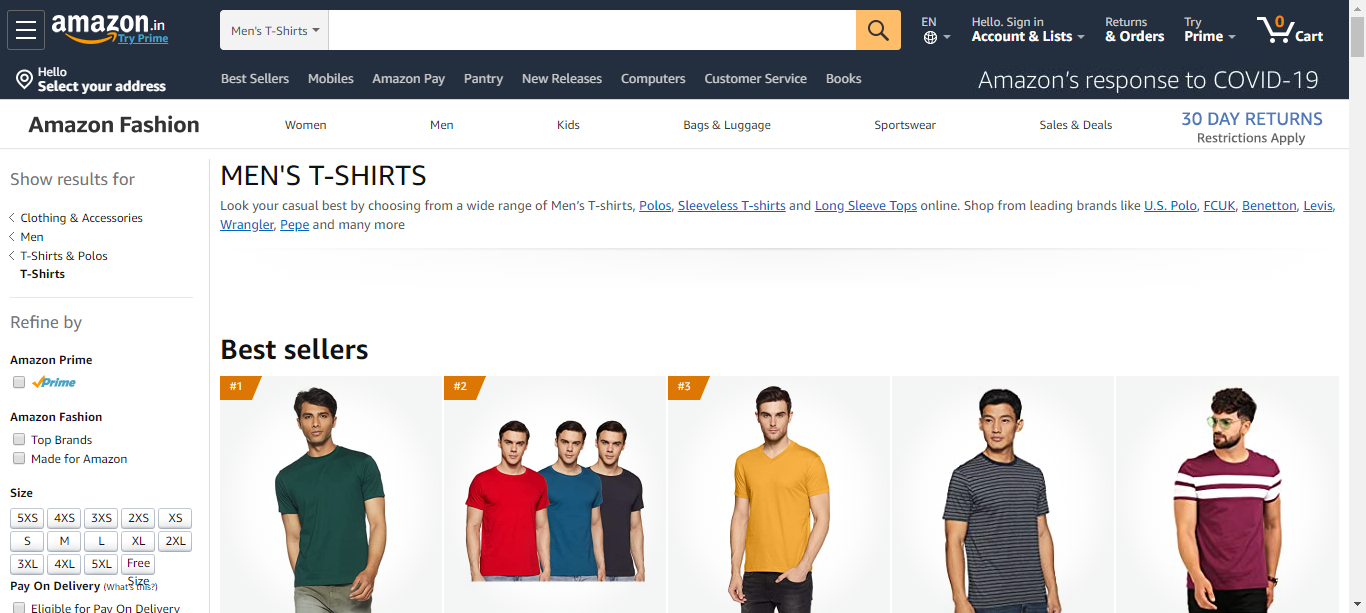 amazon.in
Try Prime
Men's T-Shirts
EN
Hello. Sign in
Account & Lists
Returns
& Orders
Try
Prime
0
Cart
Hello
Select your address
Best Sellers
Mobiles
Amazon Pay
Pantry
New Releases
Computers
Customer Service
Books
Amazon's response to COVID-19
Amazon Fashion
Women
Men
Kids
Bags & Luggage
Sportswear
Sales & Deals
30 DAY RETURNS
Restrictions Apply
Show results for
Clothing & Accessories
Men
T-Shirts & Polos
T-Shirts
Refine by
Amazon Prime
Prime
Amazon Fashion
Top Brands
Made for Amazon
Size
5XS 4XS 3XS 2XS XS
S M L XL 2XL
3XL 4XL 5XL Free Size
Pay On Delivery (What's this?)
Eligible for Pay On Delivery
MEN'S T-SHIRTS
Look your casual best by choosing from a wide range of Men's T-shirts, Polos, Sleeveless T-shirts and Long Sleeve Tops online. Shop from leading brands like U.S. Polo, FCUK, Benetton, Levis,
Wrangler, Pepe and many more
Best sellers
#1
#2
#3